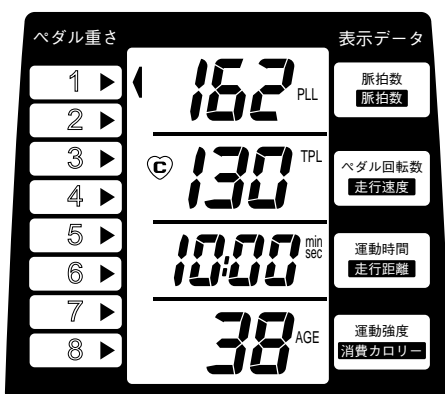 ペダル重さ
表示データ
1
2
3
4
5
6
7
8
162 PLL
C 130 TPL
10:00 min sec
38 AGE
脈拍数
脈拍数
ペダル回転数
走行速度
運動時間
走行距離
運動強度
消費カロリー